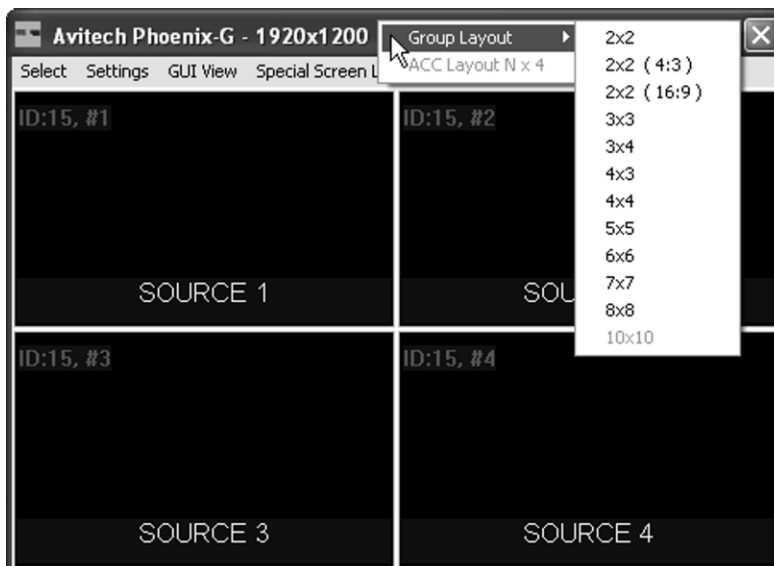 Avitech Phoenix-G - 1920x1200
Select Settings GUI View Special Screen L
Group Layout
ACC Layout N x 4
2x2
2x2 ( 4:3 )
2x2 ( 16:9 )
3x3
3x4
4x3
4x4
5x5
6x6
7x7
8x8
10x10
ID:15, #1
ID:15, #2
SOURCE 1
SOU
ID:15, #3
ID:15, #4
SOURCE 3
SOURCE 4